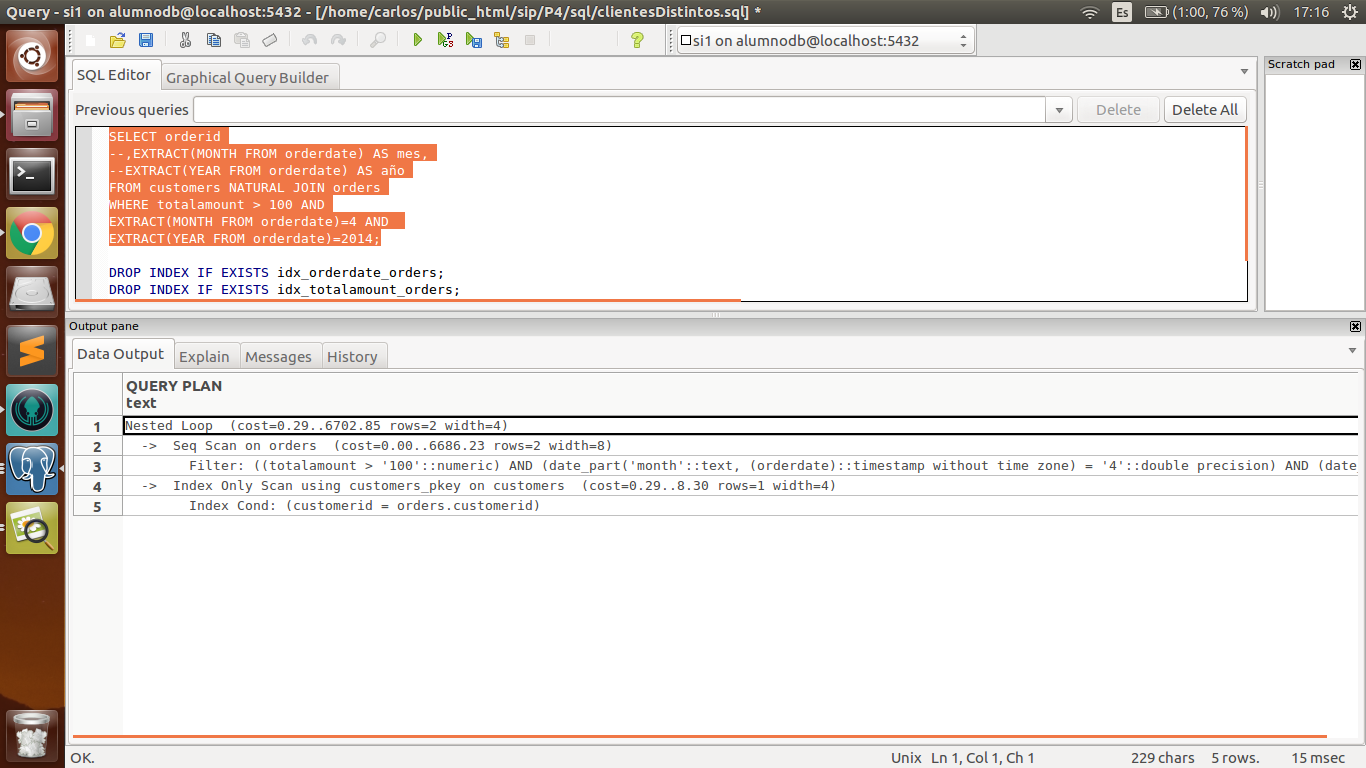 Query - si1 on alumnodb@localhost:5432 - [/home/carlos/public_html/sip/P4/sql/clientesDistintos.sql] *
Es
(1:00, 76 %)
17:16
si1 on alumnodb@localhost:5432
SQL Editor
Graphical Query Builder
Scratch pad
Previous queries
Delete
Delete All
SELECT orderid
--,EXTRACT(MONTH FROM orderdate) AS mes,
--EXTRACT(YEAR FROM orderdate) AS año
FROM customers NATURAL JOIN orders
WHERE totalamount > 100 AND
EXTRACT(MONTH FROM orderdate)=4 AND
EXTRACT(YEAR FROM orderdate)=2014;
DROP INDEX IF EXISTS idx_orderdate_orders;
DROP INDEX IF EXISTS idx_totalamount_orders;
Output pane
Data Output
Explain
Messages
History
QUERY PLAN
text
1 Nested Loop (cost=0.29..6702.85 rows=2 width=4)
2 -> Seq Scan on orders (cost=0.00..6686.23 rows=2 width=8)
3 Filter: ((totalamount > '100'::numeric) AND (date_part('month'::text, (orderdate)::timestamp without time zone) = '4'::double precision) AND (date_
4 -> Index Only Scan using customers_pkey on customers (cost=0.29..8.30 rows=1 width=4)
5 Index Cond: (customerid = orders.customerid)
OK.
Unix
Ln 1, Col 1, Ch 1
229 chars
5 rows.
15 msec